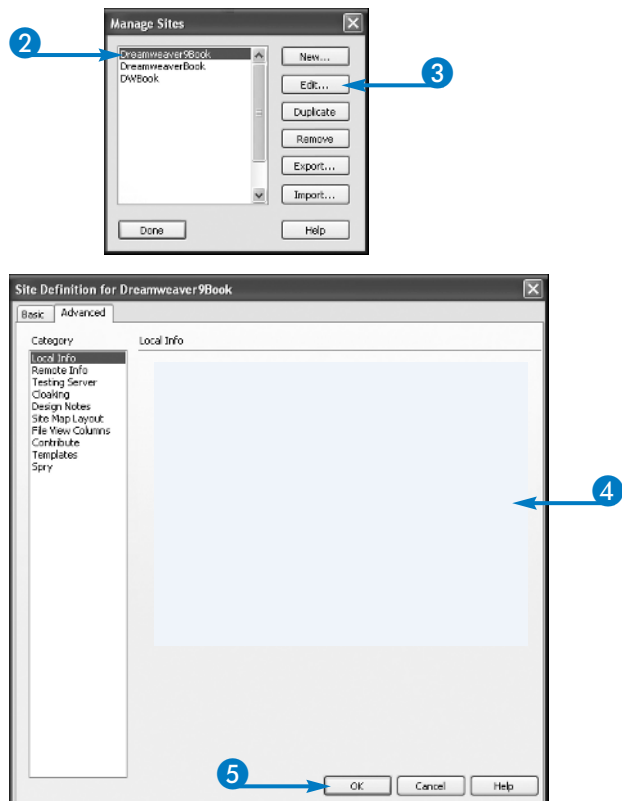 Manage Sites
2
Dreamweaver9Book
DreamweaverBook
DWBook
New...
Edit...
3
Duplicate
Remove
Export...
Import...
Done
Help
Site Definition for Dreamweaver9Book
Basic
Advanced
Category
Local Info
Local Info
Remote Info
Testing Server
Cloaking
Design Notes
Site Map Layout
File View Columns
Contribute
Templates
Spry
4
5
OK
Cancel
Help